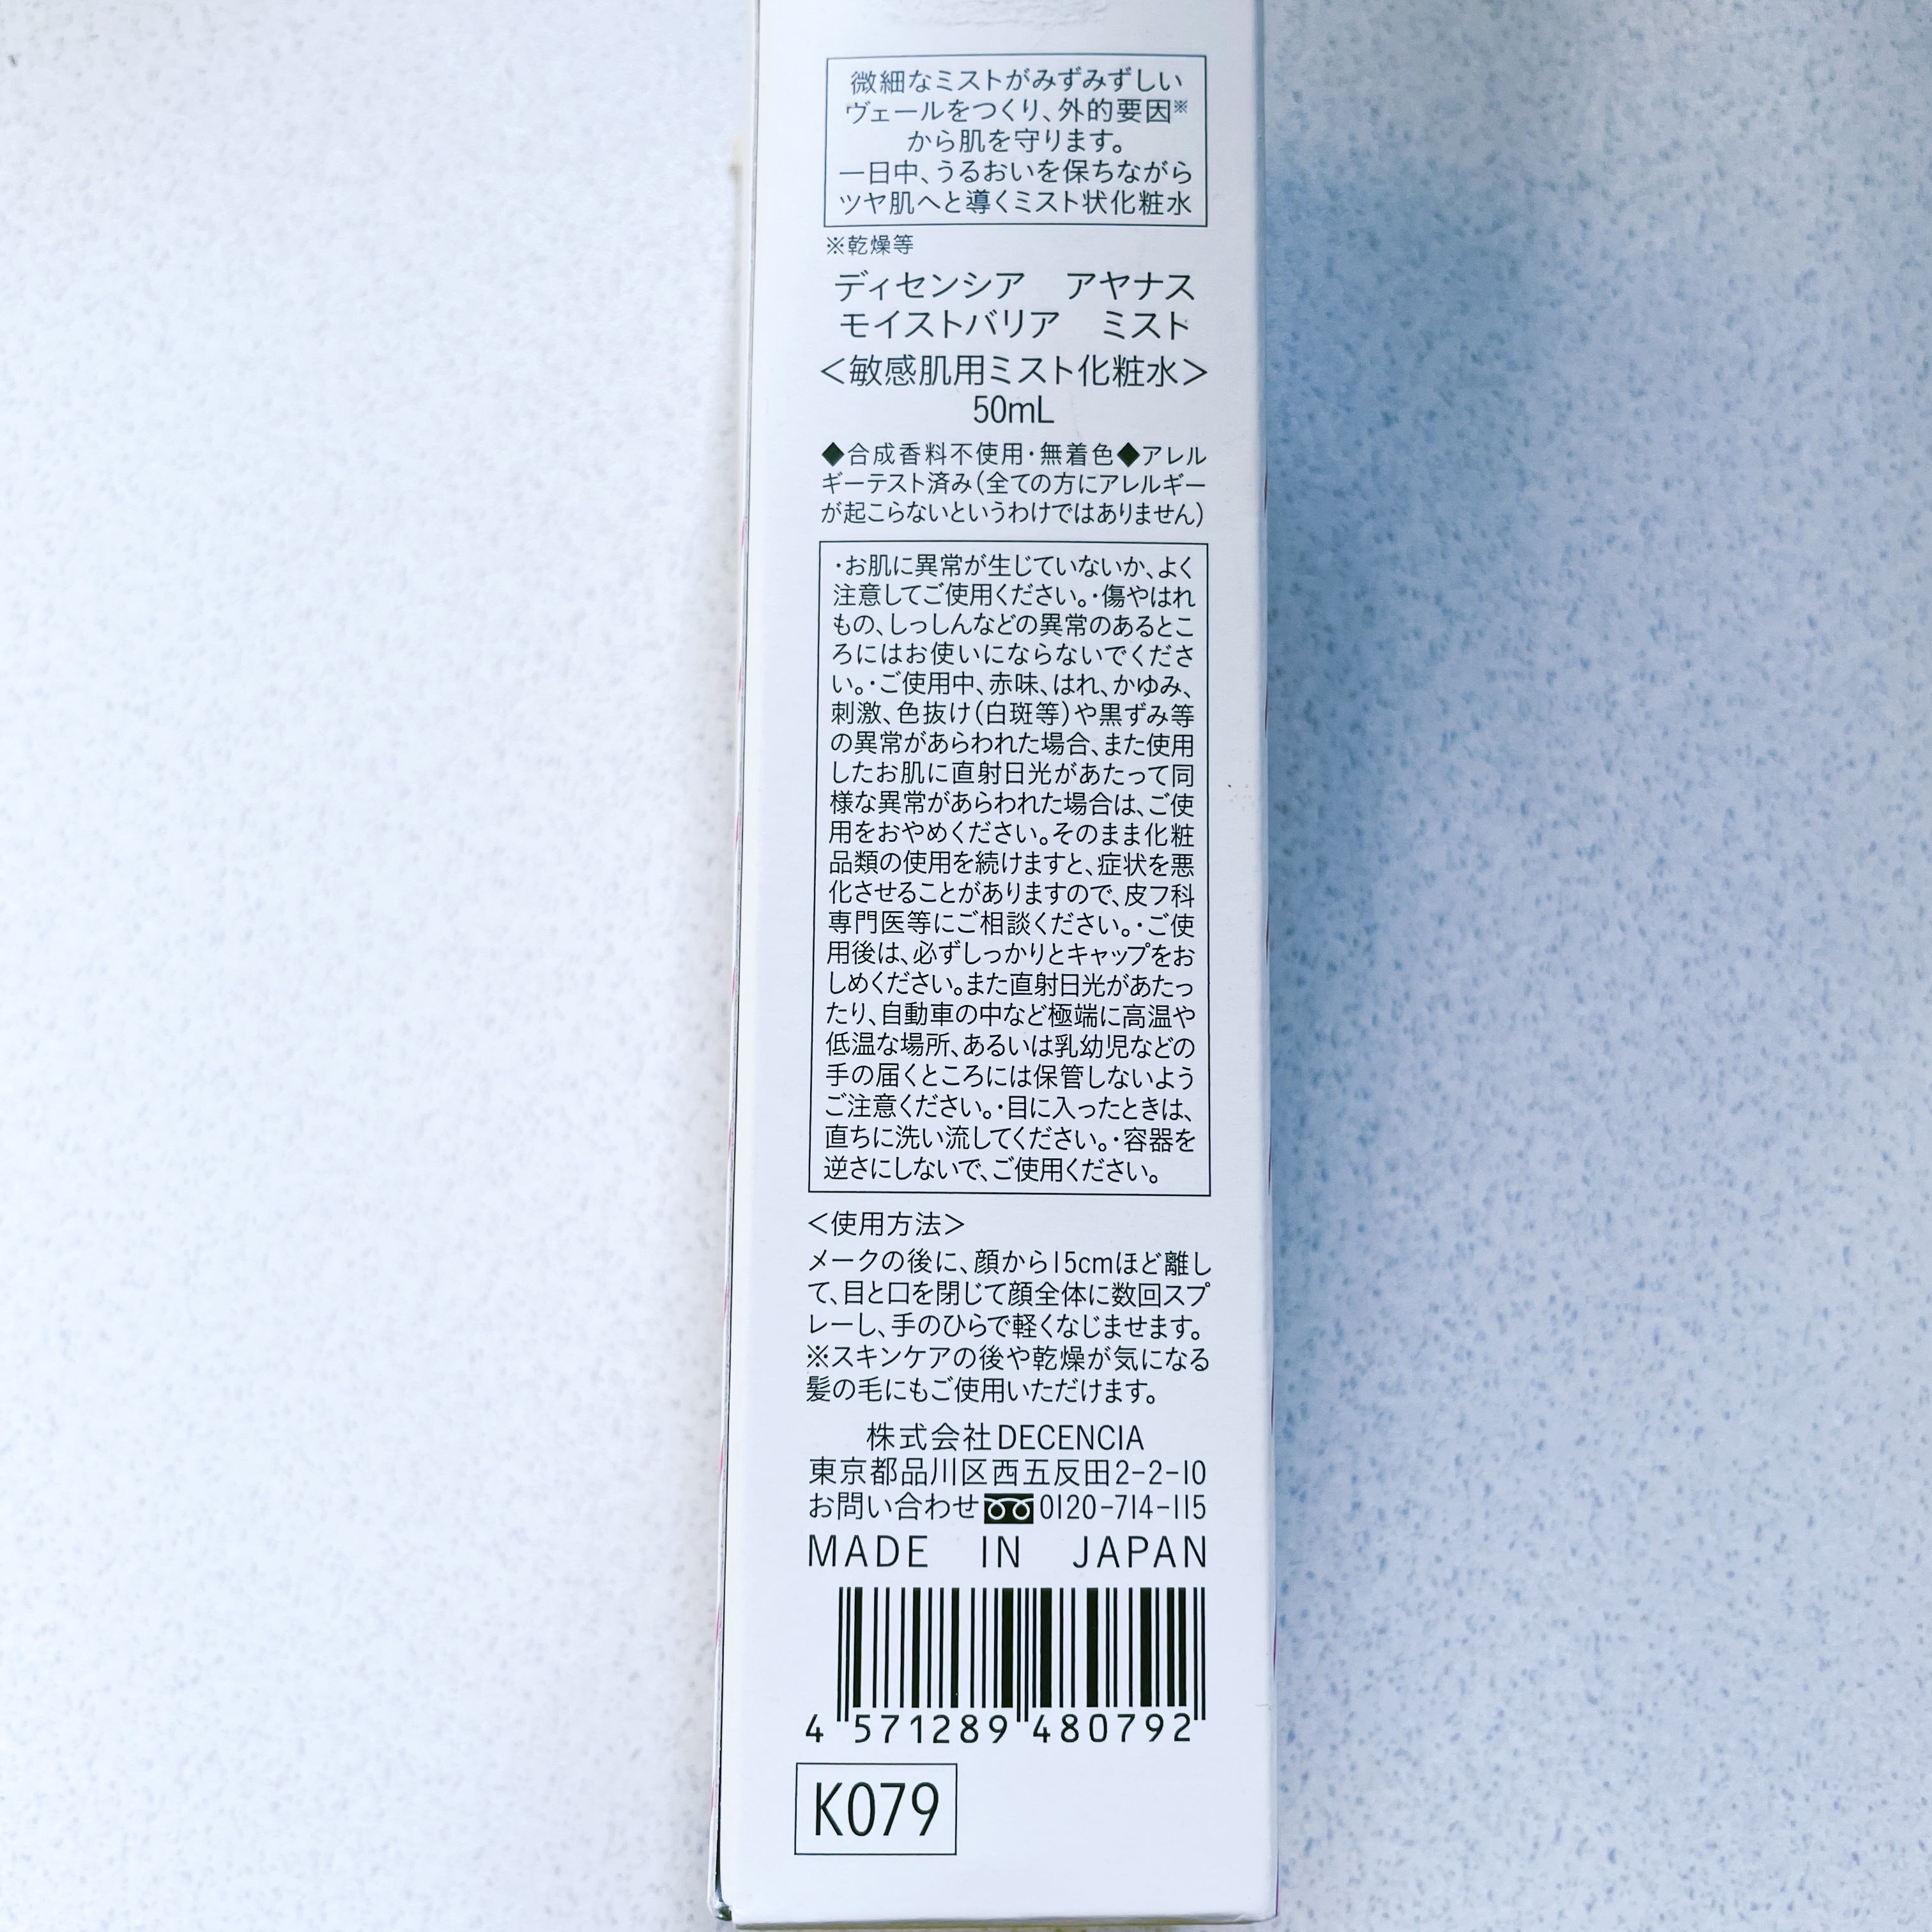 微細なミストがみずみずしい
ヴェールをつくり、外的要因※
から肌を守ります。
一日中、うるおいを保ちながら
ツヤ肌へと導くミスト状化粧水
※乾燥等
ディセンシア　アヤナス
モイストバリア　ミスト
＜敏感肌用ミスト化粧水＞
50mL
◆合成香料不使用・無着色◆アレル
ギーテスト済み(全ての方にアレルギー
が起こらないというわけではありません)
・お肌に異常が生じていないか、よく
注意してご使用ください。・傷やはれ
もの、しっしんなどの異常のあるとこ
ろにはお使いにならないでくださ
い。・ご使用中、赤味、はれ、かゆみ、
刺激、色抜け(白斑等)や黒ずみ等
の異常があらわれた場合、また使用
したお肌に直射日光があたって同
様な異常があらわれた場合は、ご使
用をおやめください。そのまま化粧
品類の使用を続けますと、症状を悪
化させることがありますので、皮フ科
専門医等にご相談ください。・ご使
用後は、必ずしっかりとキャップをお
しめください。また直射日光があたっ
たり、自動車の中など極端に高温や
低温な場所、あるいは乳幼児などの
手の届くところには保管しないよう
ご注意ください。・目に入ったときは、
直ちに洗い流してください。・容器を
逆さにしないで、ご使用ください。
＜使用方法＞
メークの後に、顔から15cmほど離し
て、目と口を閉じて顔全体に数回スプ
レーし、手のひらで軽くなじませます。
※スキンケアの後や乾燥が気になる
髪の毛にもご使用いただけます。
株式会社DECENCIA
東京都品川区西五反田2-2-10
お問い合わせ 0120-714-115
MADE IN JAPAN
4 571289 480792
K079